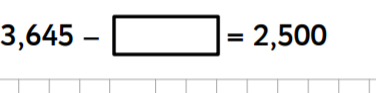 3,645 – = 2,500